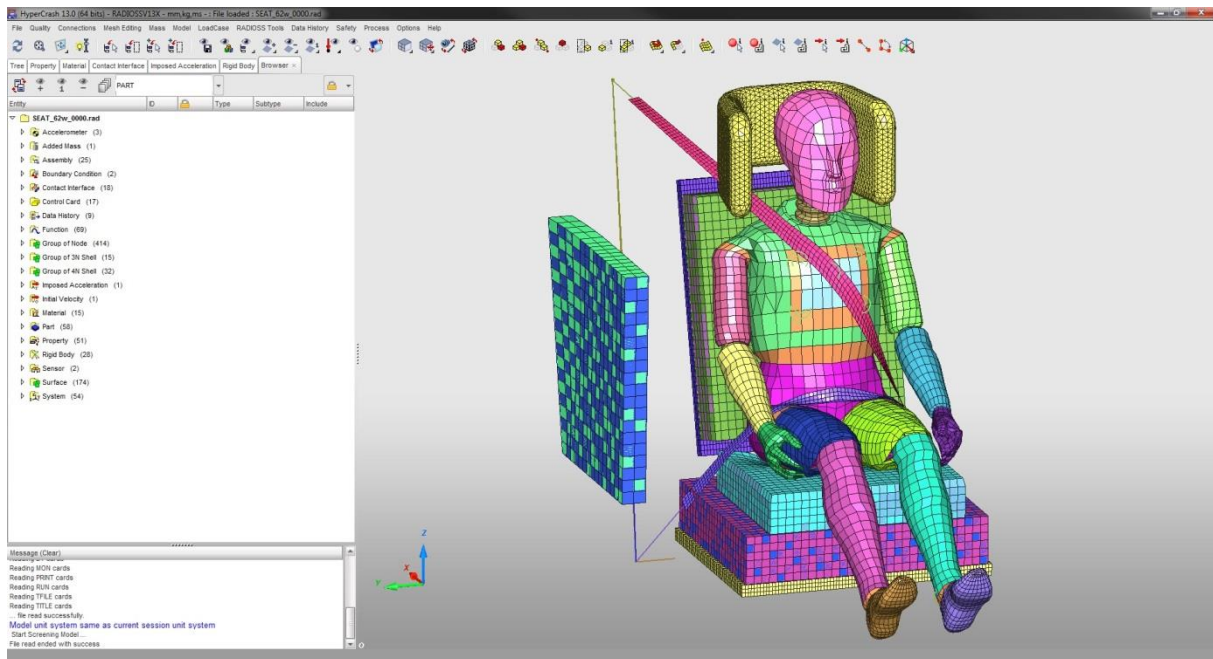 HyperCrash 13.0 (64 bits) - RADIOSSV13X - mm,kg,ms - : File loaded : SEAT_62w_0000.rad
File Quality Connections Mesh Editing Mass Model LoadCase RADIOSS Tools Data History Safety Process Options Help
Tree Property Material Contact Interface Imposed Acceleration Rigid Body Browser
PART
Entity ID Type Subtype Include
SEAT_62w_0000.rad
Accelerometer (3)
Added Mass (1)
Assembly (25)
Boundary Condition (2)
Contact Interface (18)
Control Card (17)
Data History (9)
Function (69)
Group of Node (414)
Group of 3N Shell (15)
Group of 4N Shell (32)
Imposed Acceleration (1)
Initial Velocity (1)
Material (15)
Part (58)
Property (51)
Rigid Body (28)
Sensor (2)
Surface (174)
System (54)
Message (Clear)
Reading MON cards
Reading PRINT cards
Reading RUN cards
Reading TFILE cards
Reading TITLE cards
... file read successfully.
Model unit system same as current session unit system
Start Screening Model ...
File read ended with success
Z
X
Y